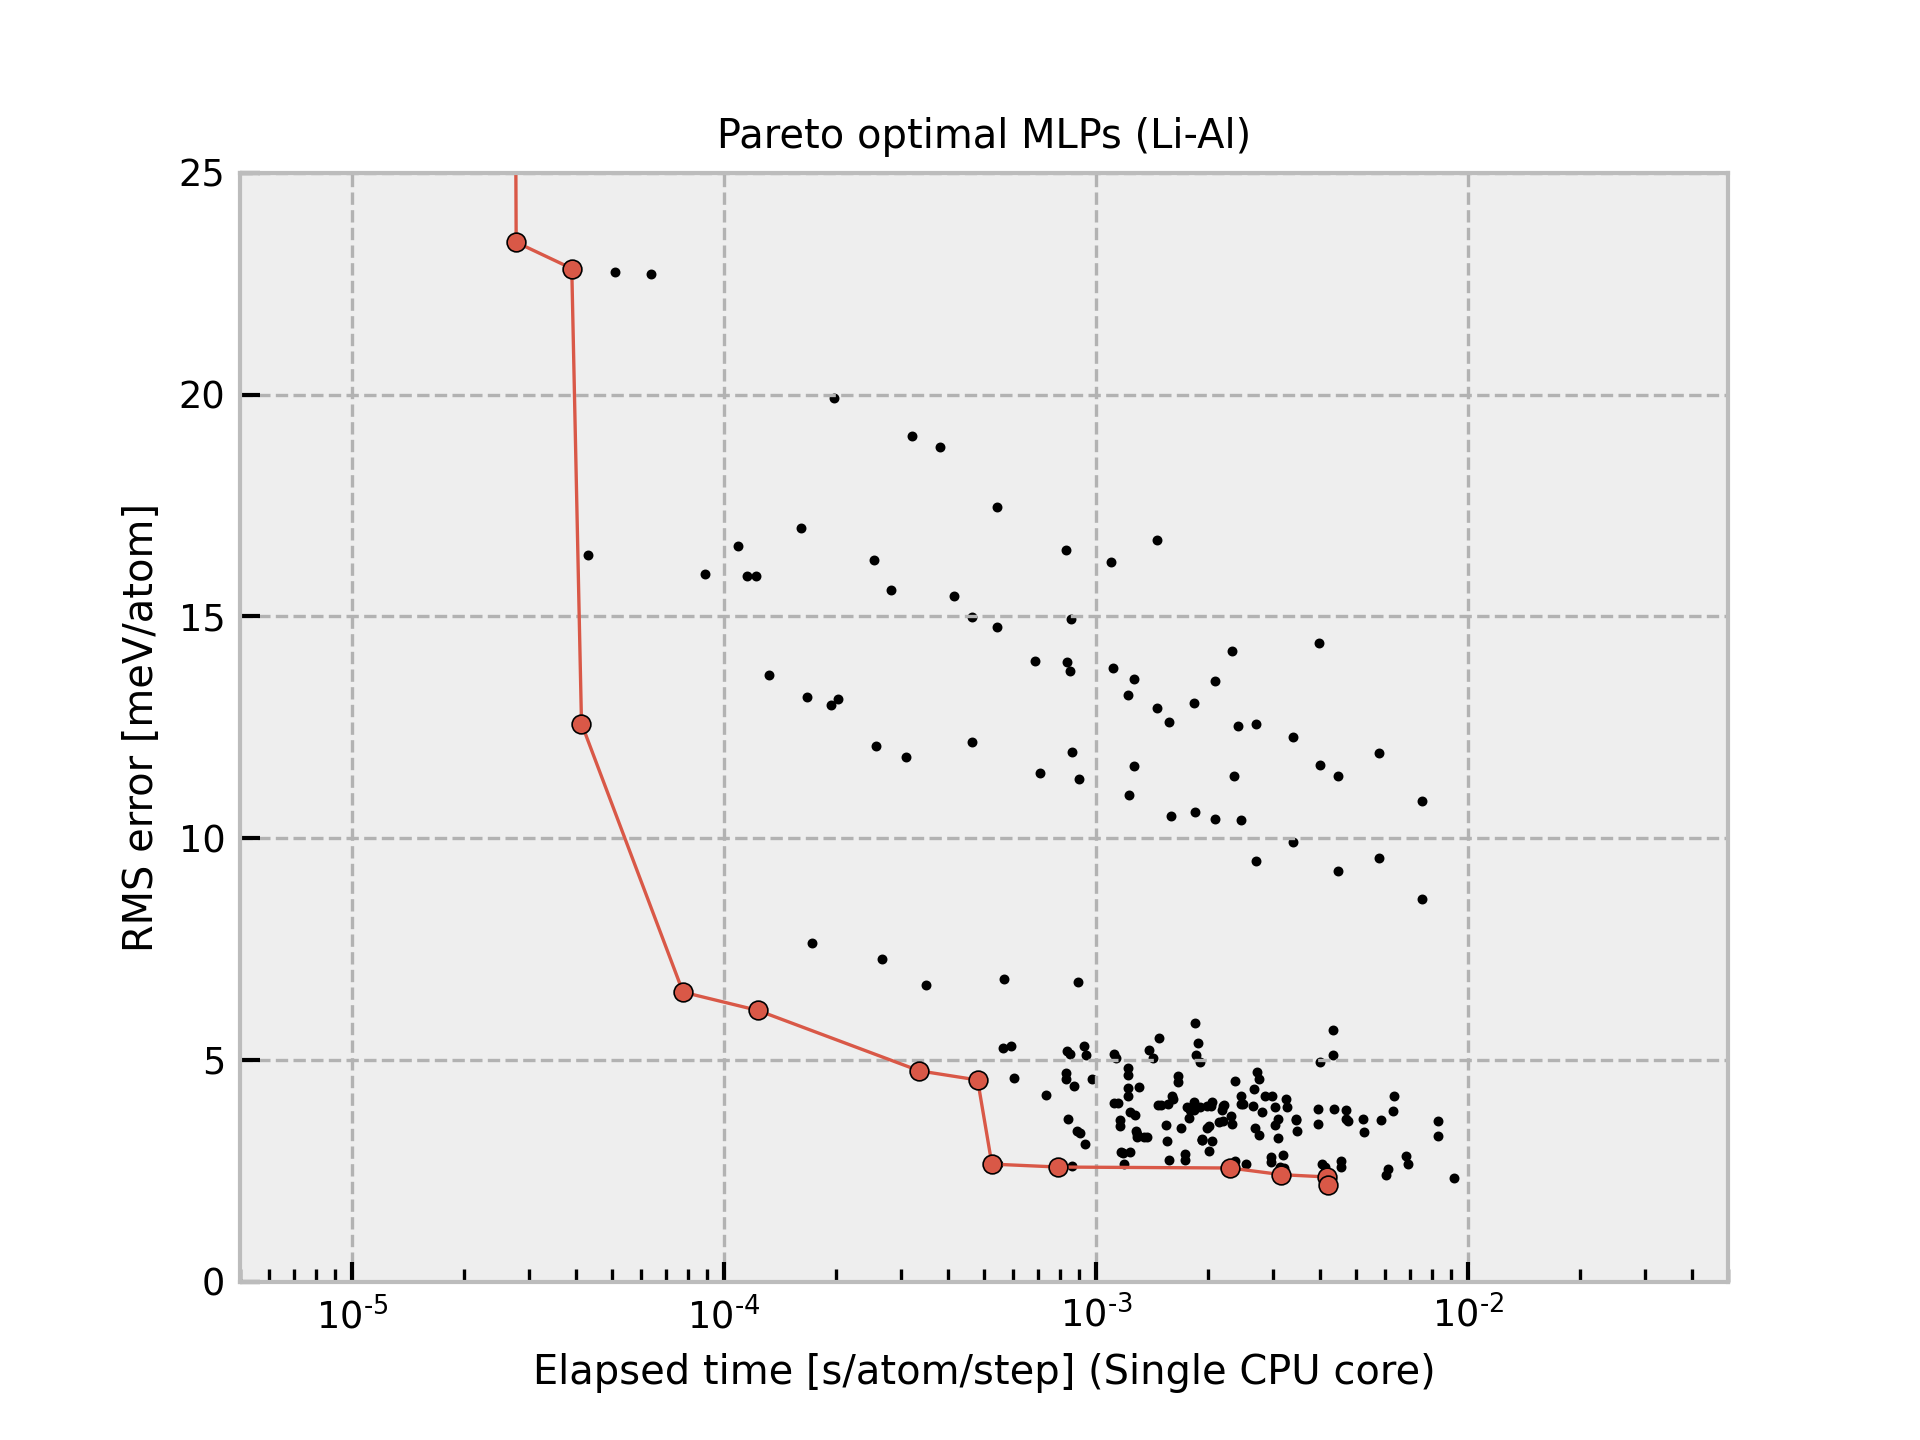 Pareto optimal MLPs (Li-Al)
25
20
15
10
5
0
RMS error [meV/atom]
10-5 10-4 10-3 10-2
Elapsed time [s/atom/step] (Single CPU core)